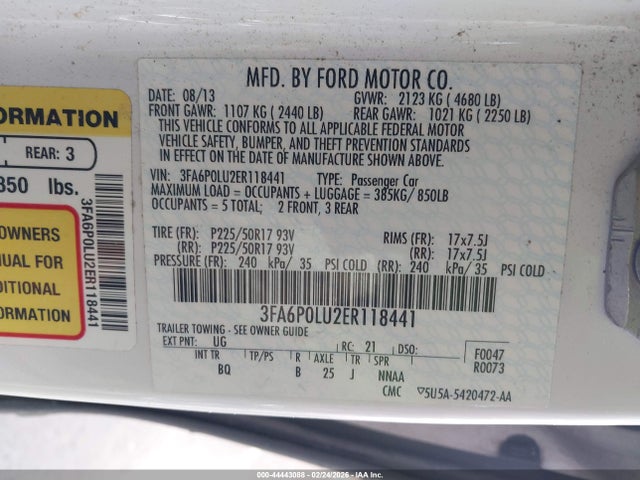 MFD. BY FORD MOTOR CO.
DATE: 08/13 GVWR: 2123 KG ( 4680 LB)
FRONT GAWR: 1107 KG ( 2440 LB) REAR GAWR: 1021 KG ( 2250 LB)
THIS VEHICLE CONFORMS TO ALL APPLICABLE FEDERAL MOTOR
VEHICLE SAFETY, BUMPER, AND THEFT PREVENTION STANDARDS
IN EFFECT ON THE DATE OF MANUFACTURE SHOWN ABOVE.
VIN: 3FA6P0LU2ER118441 TYPE: Passenger Car
MAXIMUM LOAD = OCCUPANTS + LUGGAGE = 385KG/ 850LB
OCCUPANTS = 5 TOTAL; 2 FRONT, 3 REAR
TIRE (FR): P225/50R17 93V RIMS (FR): 17x7.5J
(RR): P225/50R17 93V (RR): 17x7.5J
PRESSURE (FR): 240 kPa/ 35 PSI COLD (RR): 240 kPa/ 35 PSI COLD
3FA6P0LU2ER118441
TRAILER TOWING - SEE OWNER GUIDE
EXT PNT: UG RC: 21 DSO: F0047
R0073
INT TR TP/PS R AXLE TR SPR
BQ B 25 J NNAA
CMC 5U5A-5420472-AA
ORMATION
REAR: 3
850 lbs.
3FA6P0LU2ER118441
OWNERS
NUAL FOR
DITIONAL
FORMATION
000-44443088 - 02/24/2026 - IAA Inc.